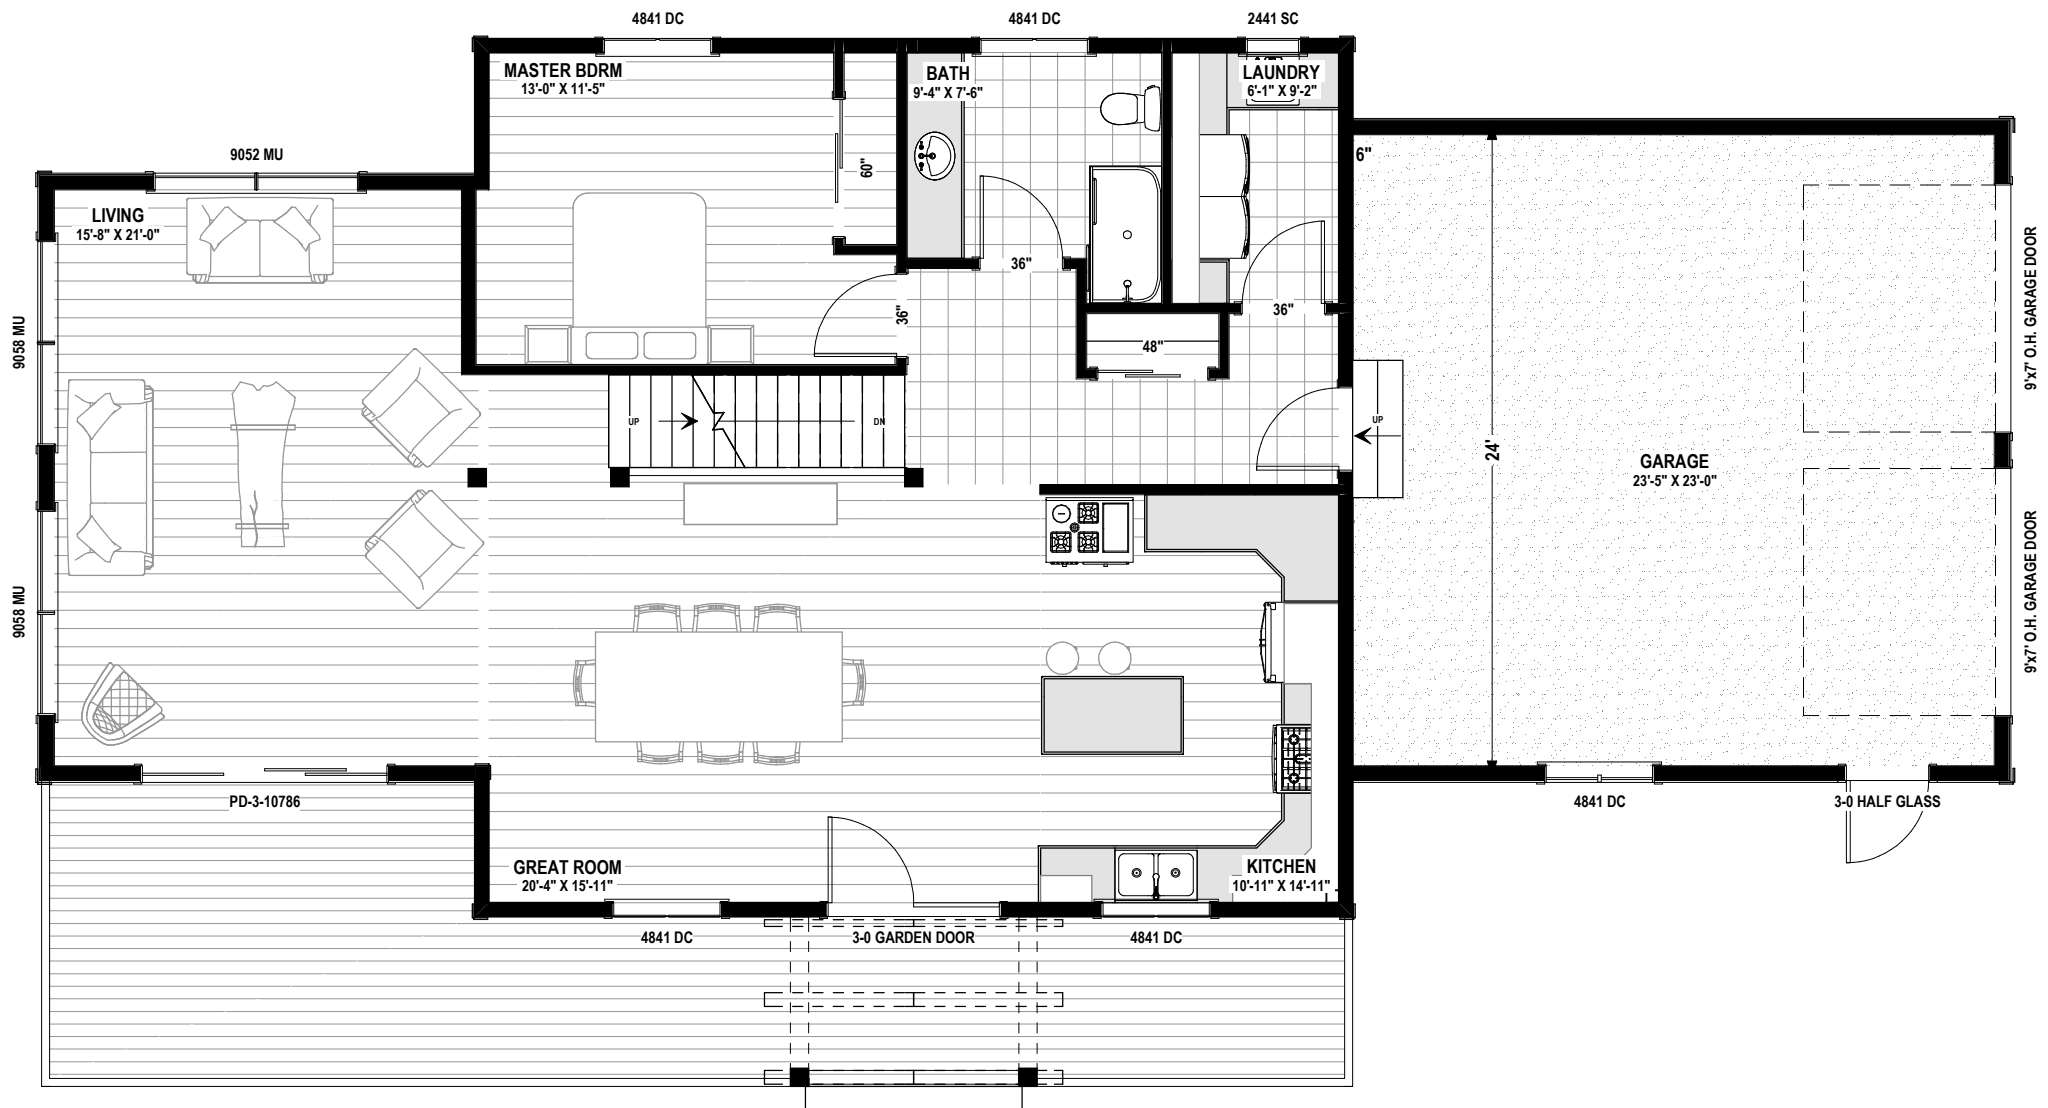 4841 DC
4841 DC
2441 SC
MASTER BDRM
13'-0" X 11'-5"
BATH
9'-4" X 7'-6"
LAUNDRY
6'-1" X 9'-2"
9052 MU
6"
60"
LIVING
15'-8" X 21'-0"
36"
36"
36"
48"
9058 MU
9'x7' O.H. GARAGE DOOR
UP
DN
UP
24'
GARAGE
23'-5" X 23'-0"
9058 MU
9'x7' O.H. GARAGE DOOR
PD-3-10786
4841 DC
3-0 HALF GLASS
GREAT ROOM
20'-4" X 15'-11"
KITCHEN
10'-11" X 14'-11"
4841 DC
3-0 GARDEN DOOR
4841 DC